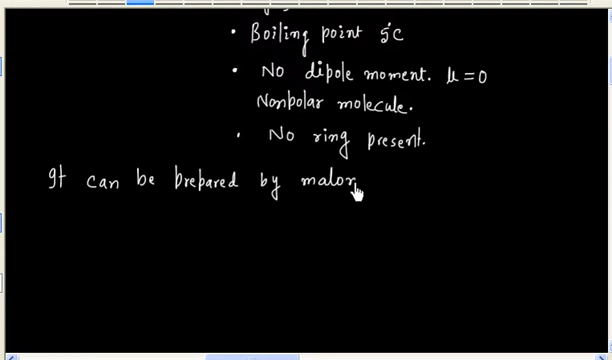 • Boiling point 5°C
• No dipole moment. μ = 0
Nonpolar molecule.
• No ring present.
It can be prepared by malon